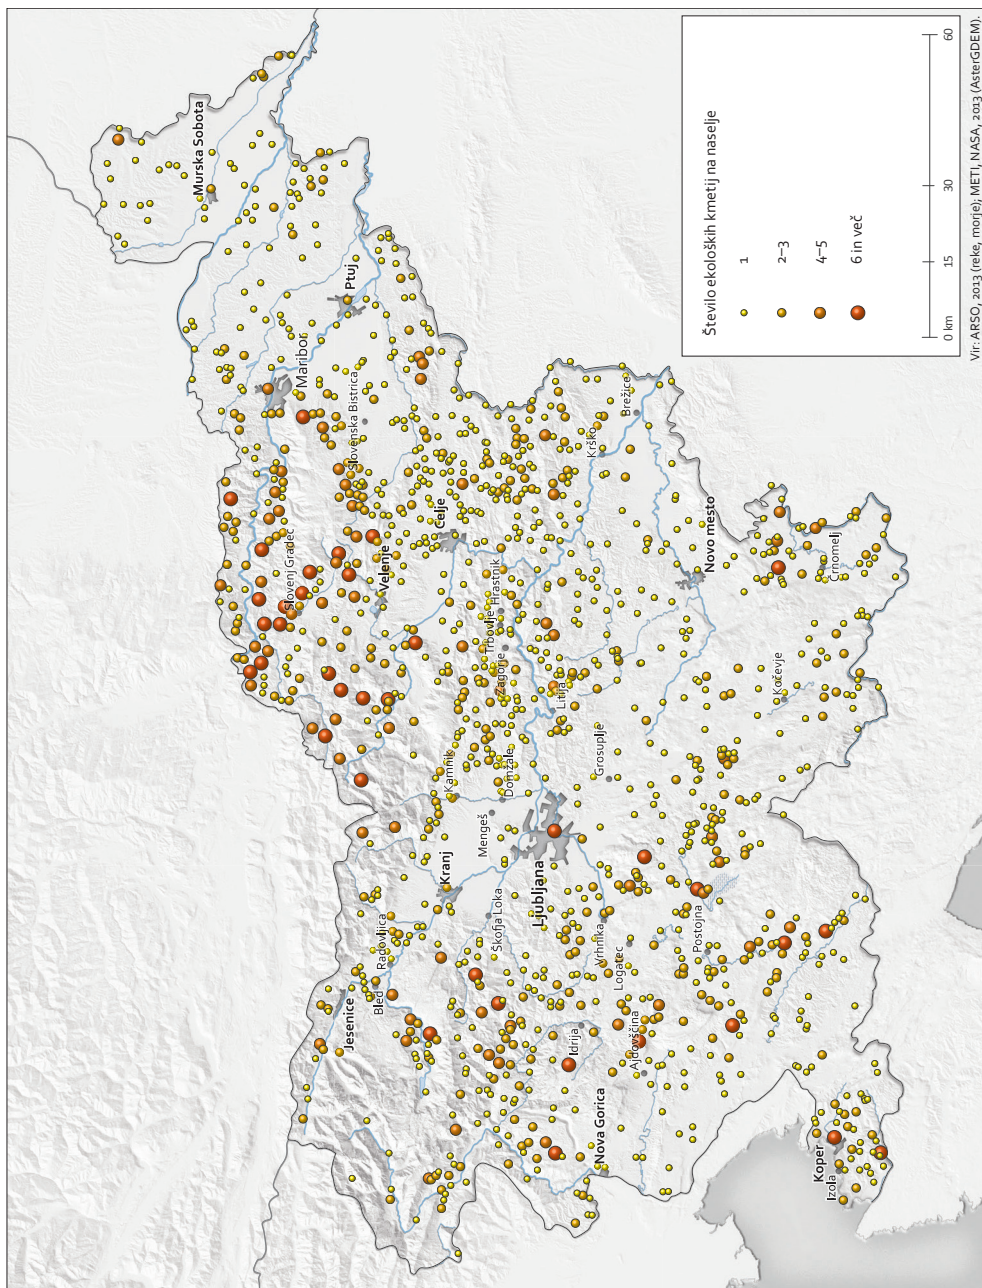 Murska Sobota
Maribor
Ptuj
Slovenska Bistrica
Slovenj Gradec
Velenje
Celje
Hrastnik
Trbovlje
Zagorje
Krško
Brežice
Novo mesto
Črnomelj
Kočevje
Litija
Grosuplje
Kamnik
Domžale
Mengeš
Kranj
Ljubljana
Škofja Loka
Radovljica
Bled
Jesenice
Vrhnika
Logatec
Postojna
Idrija
Ajdovščina
Nova Gorica
Koper
Izola
Število ekoloških kmetij na naselje
1
2–3
4–5
6 in več
0 km
15
30
60
Vir: ARSO, 2013 (reke, morje); METI, NASA, 2013 (AsterGDEM).